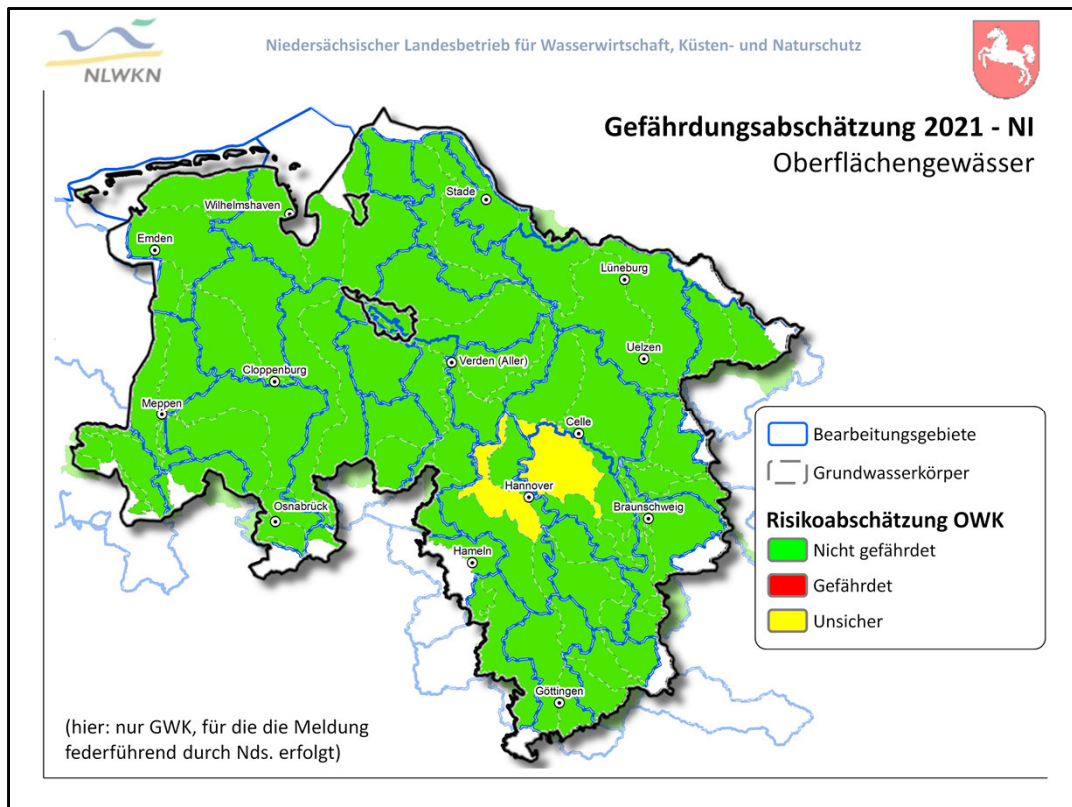 NLWKN
Niedersächsischer Landesbetrieb für Wasserwirtschaft, Küsten- und Naturschutz
Gefährdungsabschätzung 2021 - NI
Oberflächengewässer
Stade
Wilhelmshaven
Emden
Lüneburg
Uelzen
Verden (Aller)
Cloppenburg
Meppen
Celle
Hannover
Osnabrück
Braunschweig
Hameln
Göttingen
Bearbeitungsgebiete
Grundwasserkörper
Risikoabschätzung OWK
Nicht gefährdet
Gefährdet
Unsicher
(hier: nur GWK, für die die Meldung
federführend durch Nds. erfolgt)